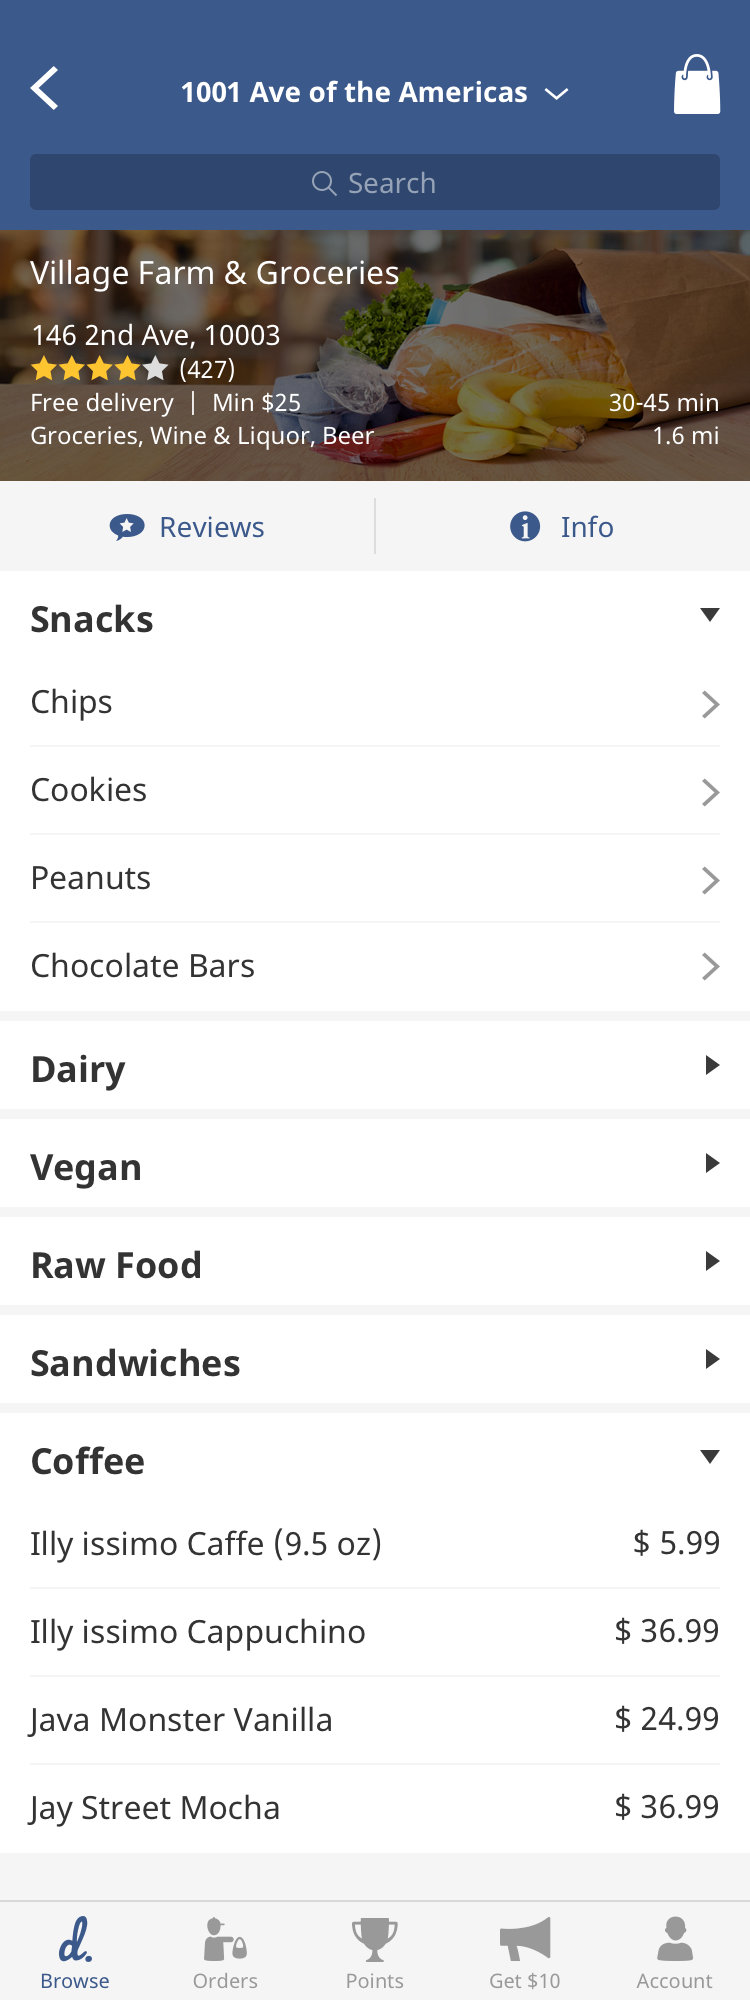 1001 Ave of the Americas
Search
Village Farm & Groceries
146 2nd Ave, 10003
(427)
Free delivery | Min $25 30-45 min
Groceries, Wine & Liquor, Beer 1.6 mi
Reviews Info
Snacks
Chips
Cookies
Peanuts
Chocolate Bars
Dairy
Vegan
Raw Food
Sandwiches
Coffee
Illy issimo Caffe (9.5 oz) $ 5.99
Illy issimo Cappuchino $ 36.99
Java Monster Vanilla $ 24.99
Jay Street Mocha $ 36.99
d.
Browse Orders Points Get $10 Account